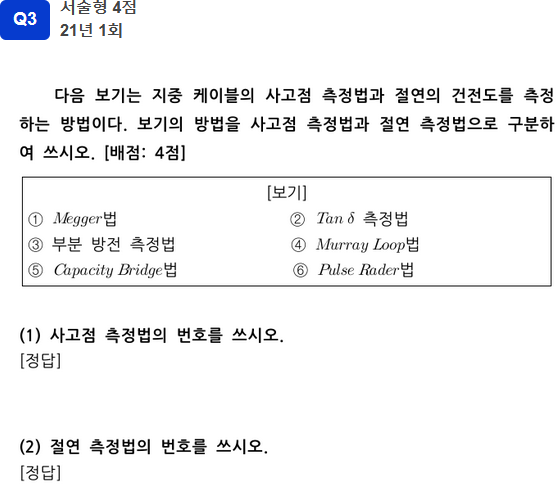 Q3
서술형 4점
21년 1회
다음 보기는 지중 케이블의 사고점 측정법과 절연의 건전도를 측정
하는 방법이다. 보기의 방법을 사고점 측정법과 절연 측정법으로 구분하
여 쓰시오. [배점: 4점]
[보기]
① Megger법 ② Tan δ 측정법
③ 부분 방전 측정법 ④ Murray Loop법
⑤ Capacity Bridge법 ⑥ Pulse Rader법
(1) 사고점 측정법의 번호를 쓰시오.
[정답]
(2) 절연 측정법의 번호를 쓰시오.
[정답]